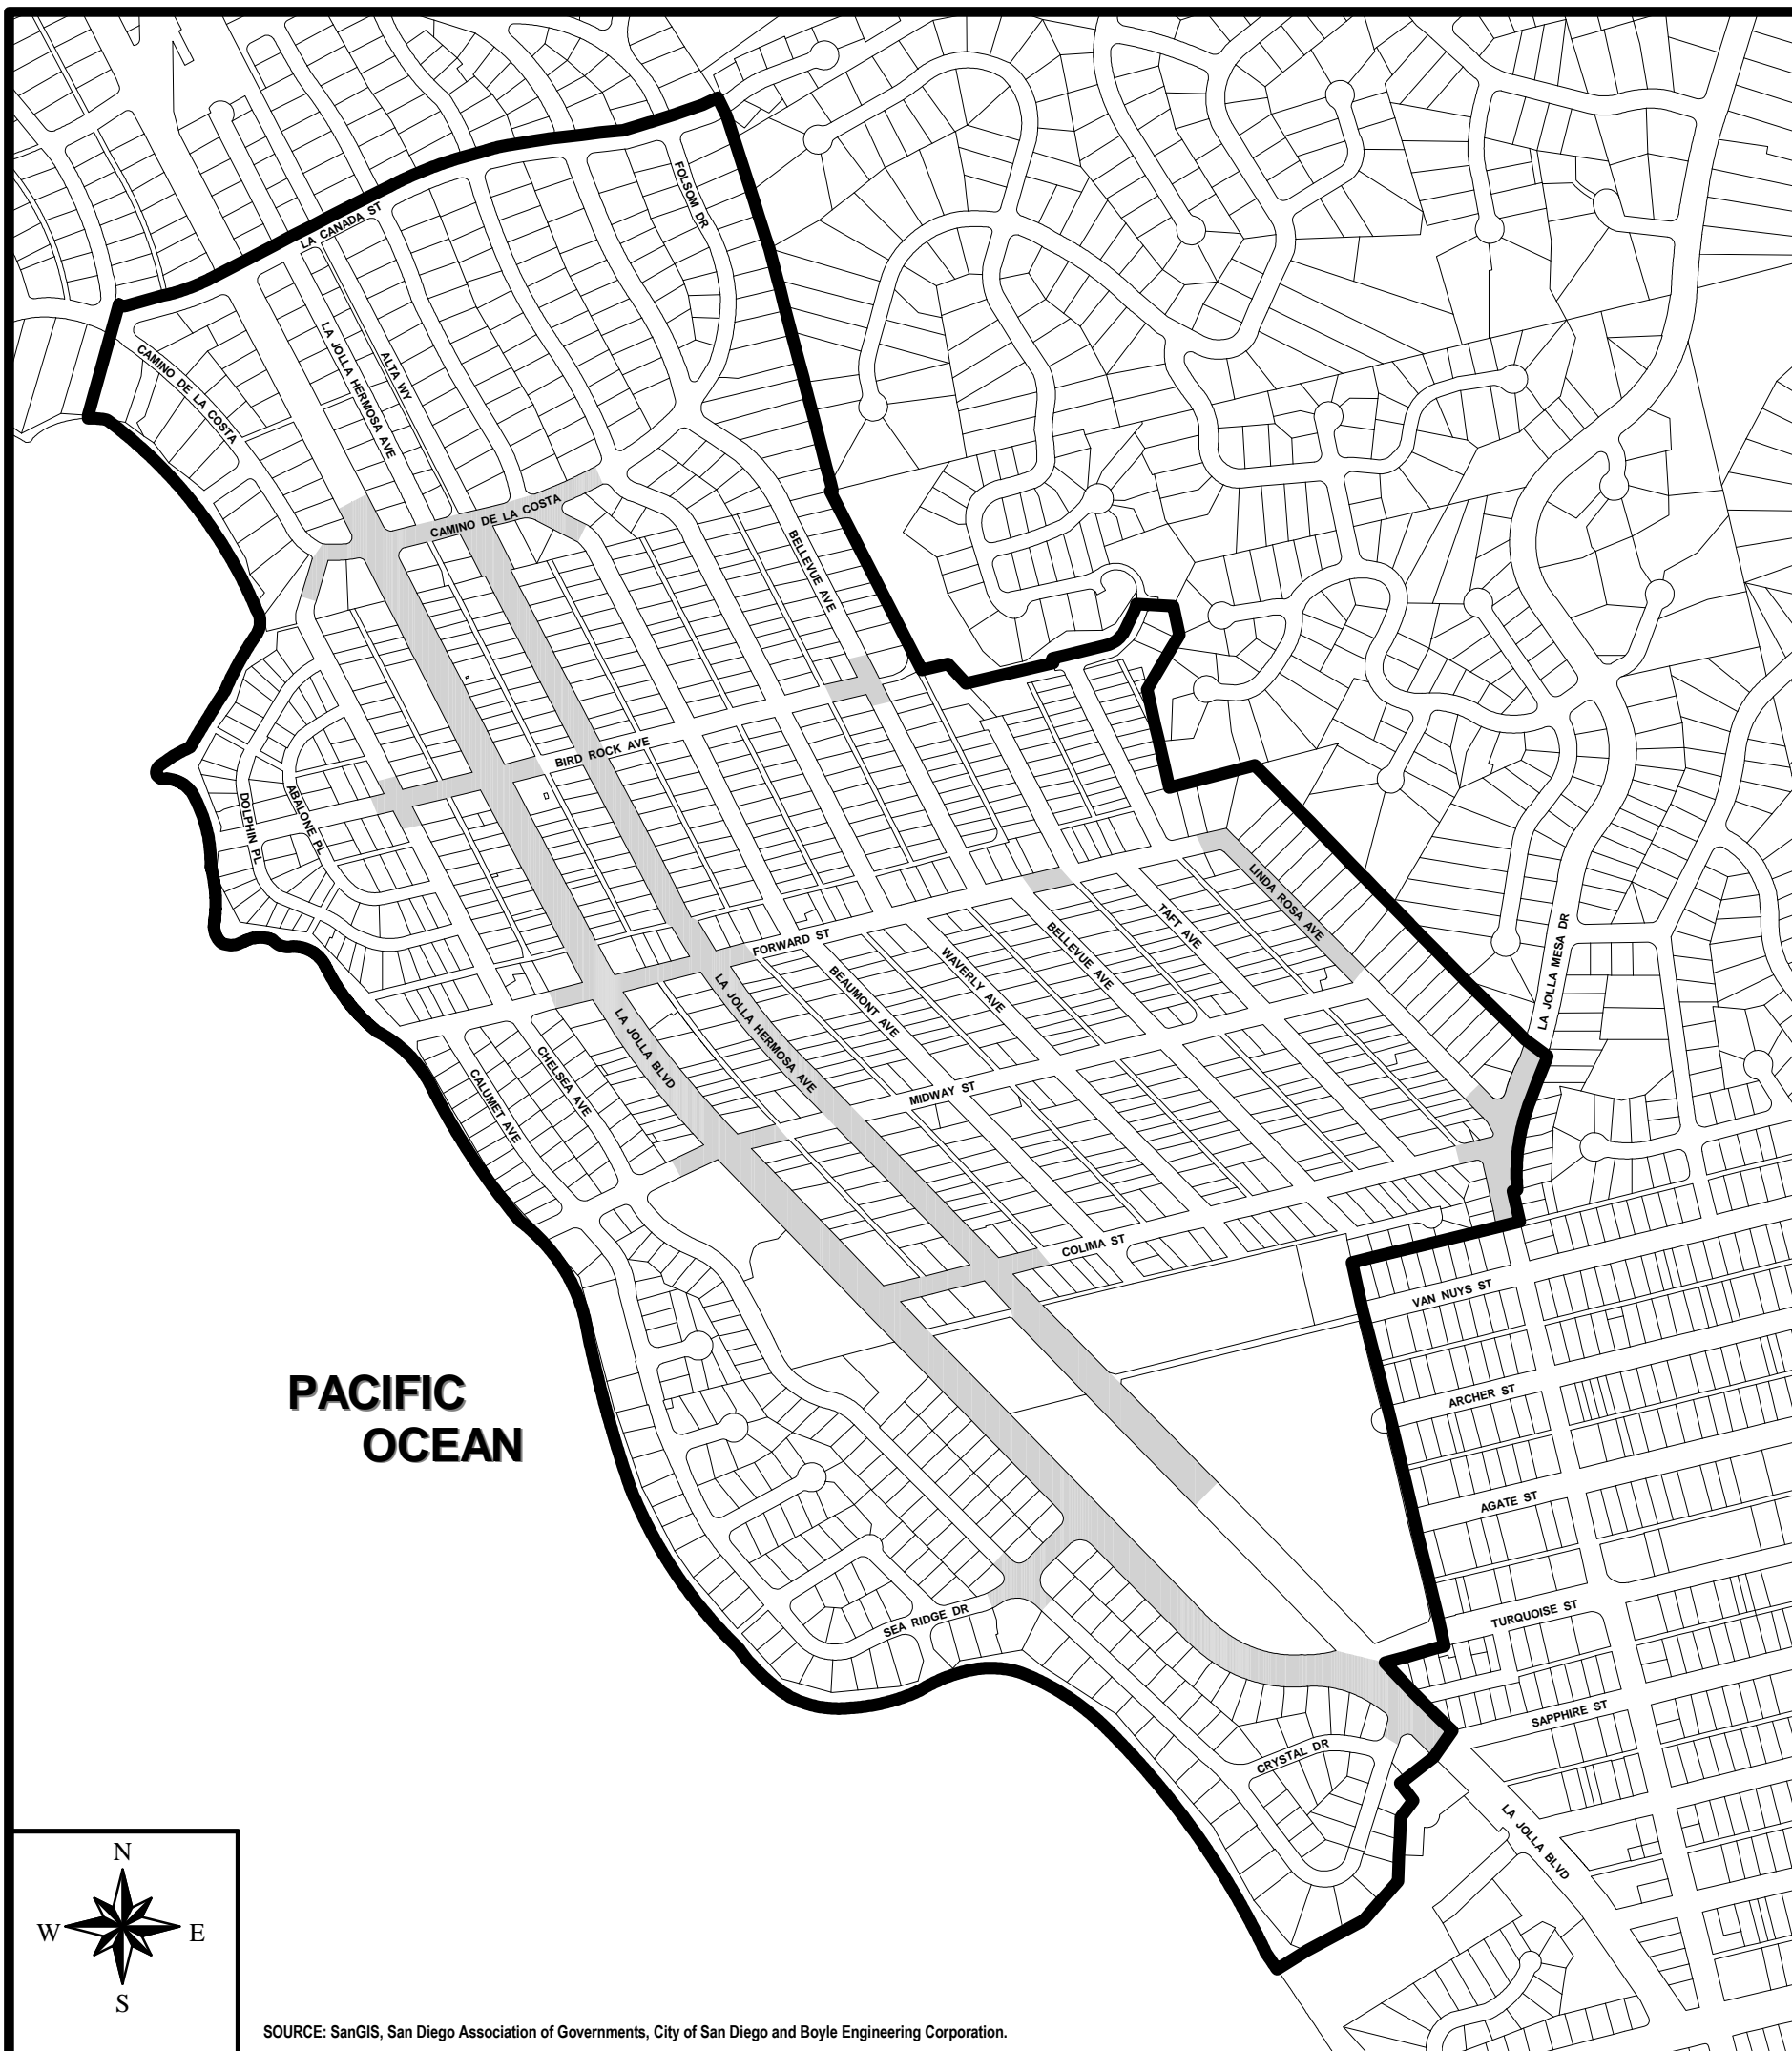 FOLSOM DR
LA CANADA ST
LA JOLLA HERMOSA AVE
ALTA WY
CAMINO DE LA COSTA
CAMINO DE LA COSTA
BELLEVUE AVE
BIRD ROCK AVE
DOLPHIN PL
ABALONE PL
LINDA ROSA AVE
TAFT AVE
BELLEVUE AVE
FORWARD ST
WAVERLY AVE
BEAUMONT AVE
LA JOLLA MESA DR
LA JOLLA HERMOSA AVE
LA JOLLA BLVD
CHELSEA AVE
CALUMET AVE
MIDWAY ST
COLIMA ST
VAN NUYS ST
ARCHER ST
PACIFIC
OCEAN
AGATE ST
TURQUOISE ST
SEA RIDGE DR
SAPPHIRE ST
CRYSTAL DR
LA JOLLA BLVD
N
W E
S
SOURCE: SanGIS, San Diego Association of Governments, City of San Diego and Boyle Engineering Corporation.